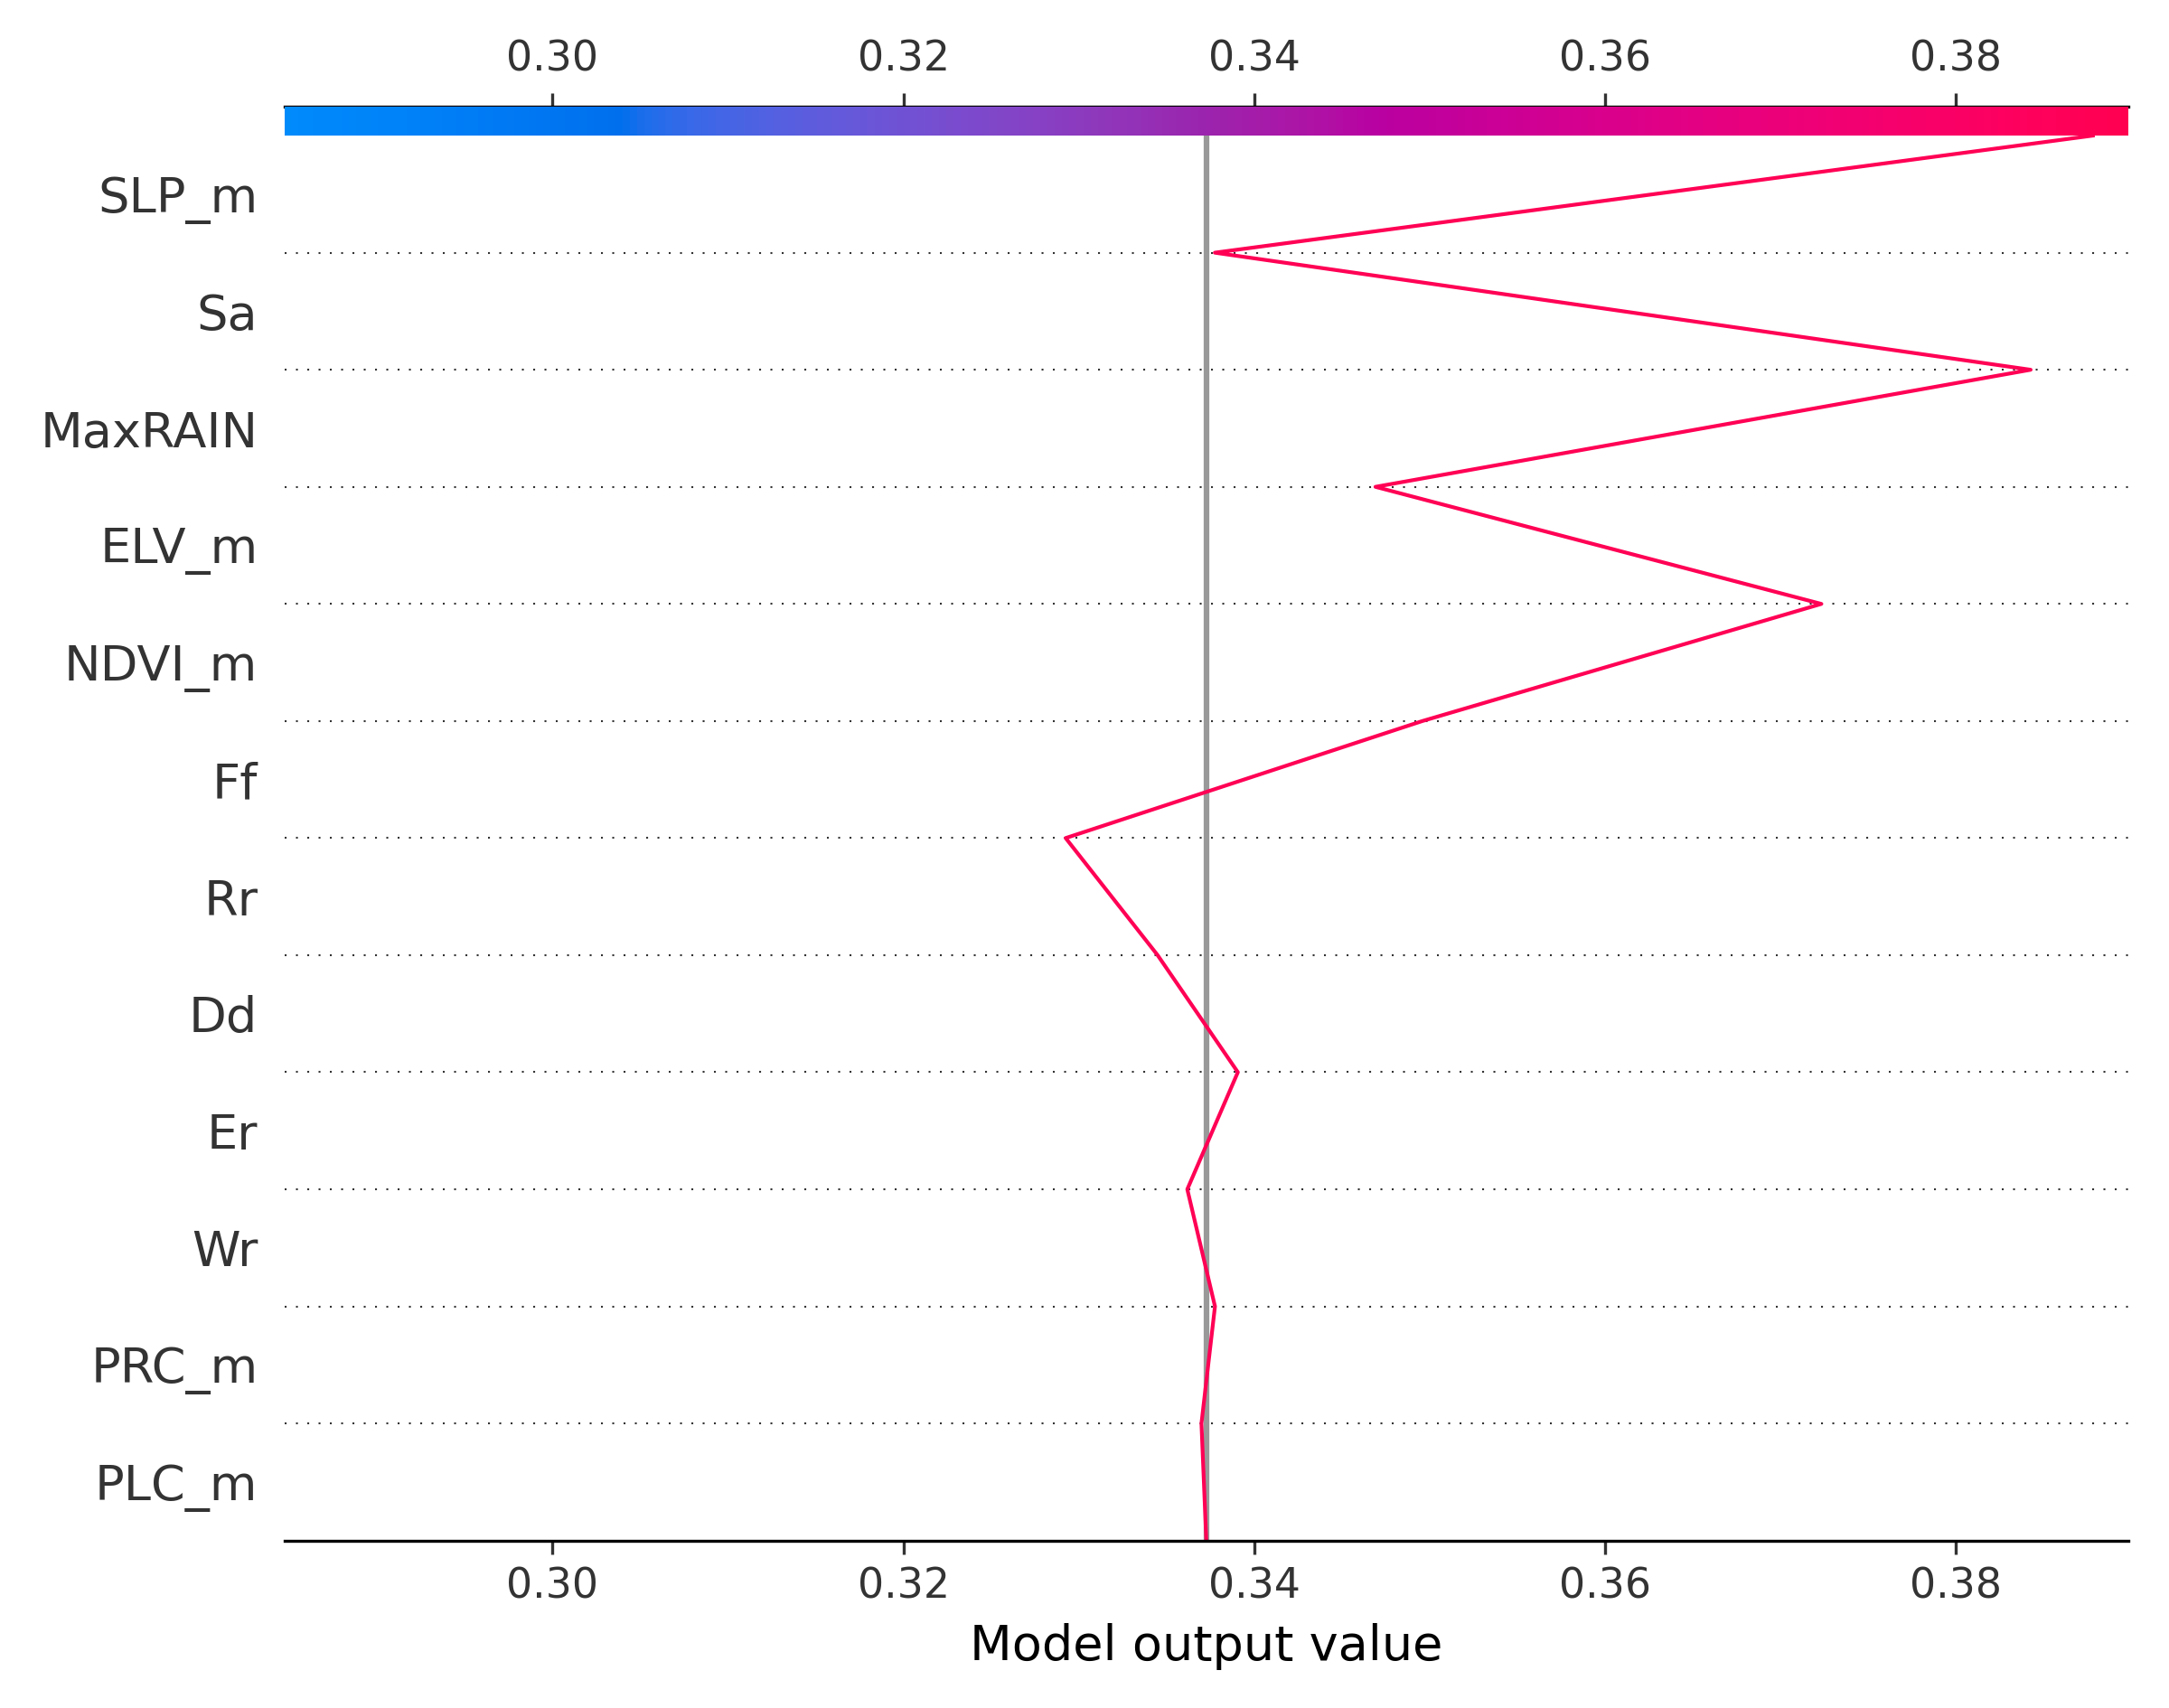 0.30 0.32 0.34 0.36 0.38
SLP_m
Sa
MaxRAIN
ELV_m
NDVI_m
Ff
Rr
Dd
Er
Wr
PRC_m
PLC_m
0.30 0.32 0.34 0.36 0.38
Model output value